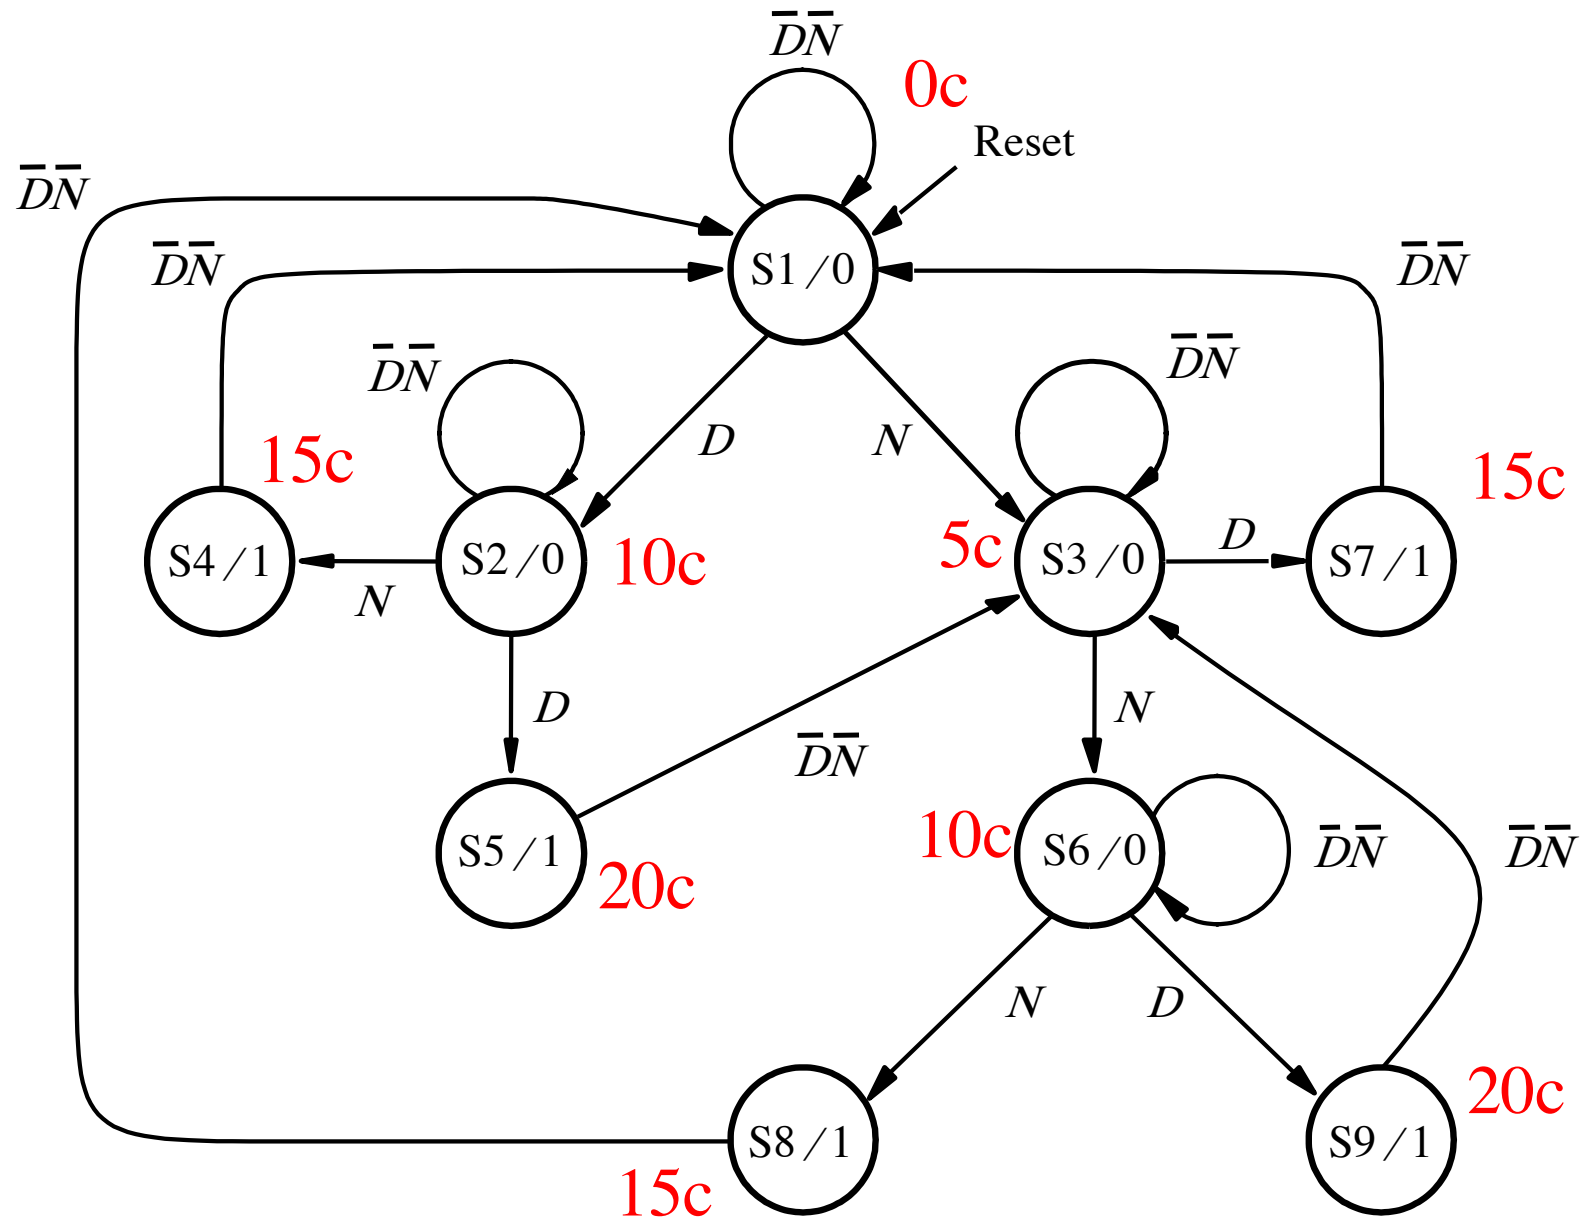 D̅N̅
0c
Reset
D̅N̅
D̅N̅
S1/0
D̅N̅
D̅N̅
D̅N̅
D
N
15c
15c
S4/1
N
S2/0
10c
5c
S3/0
D
S7/1
D
N
D̅N̅
S5/1
20c
10c
S6/0
D̅N̅
D̅N̅
N
D
S8/1
15c
S9/1
20c